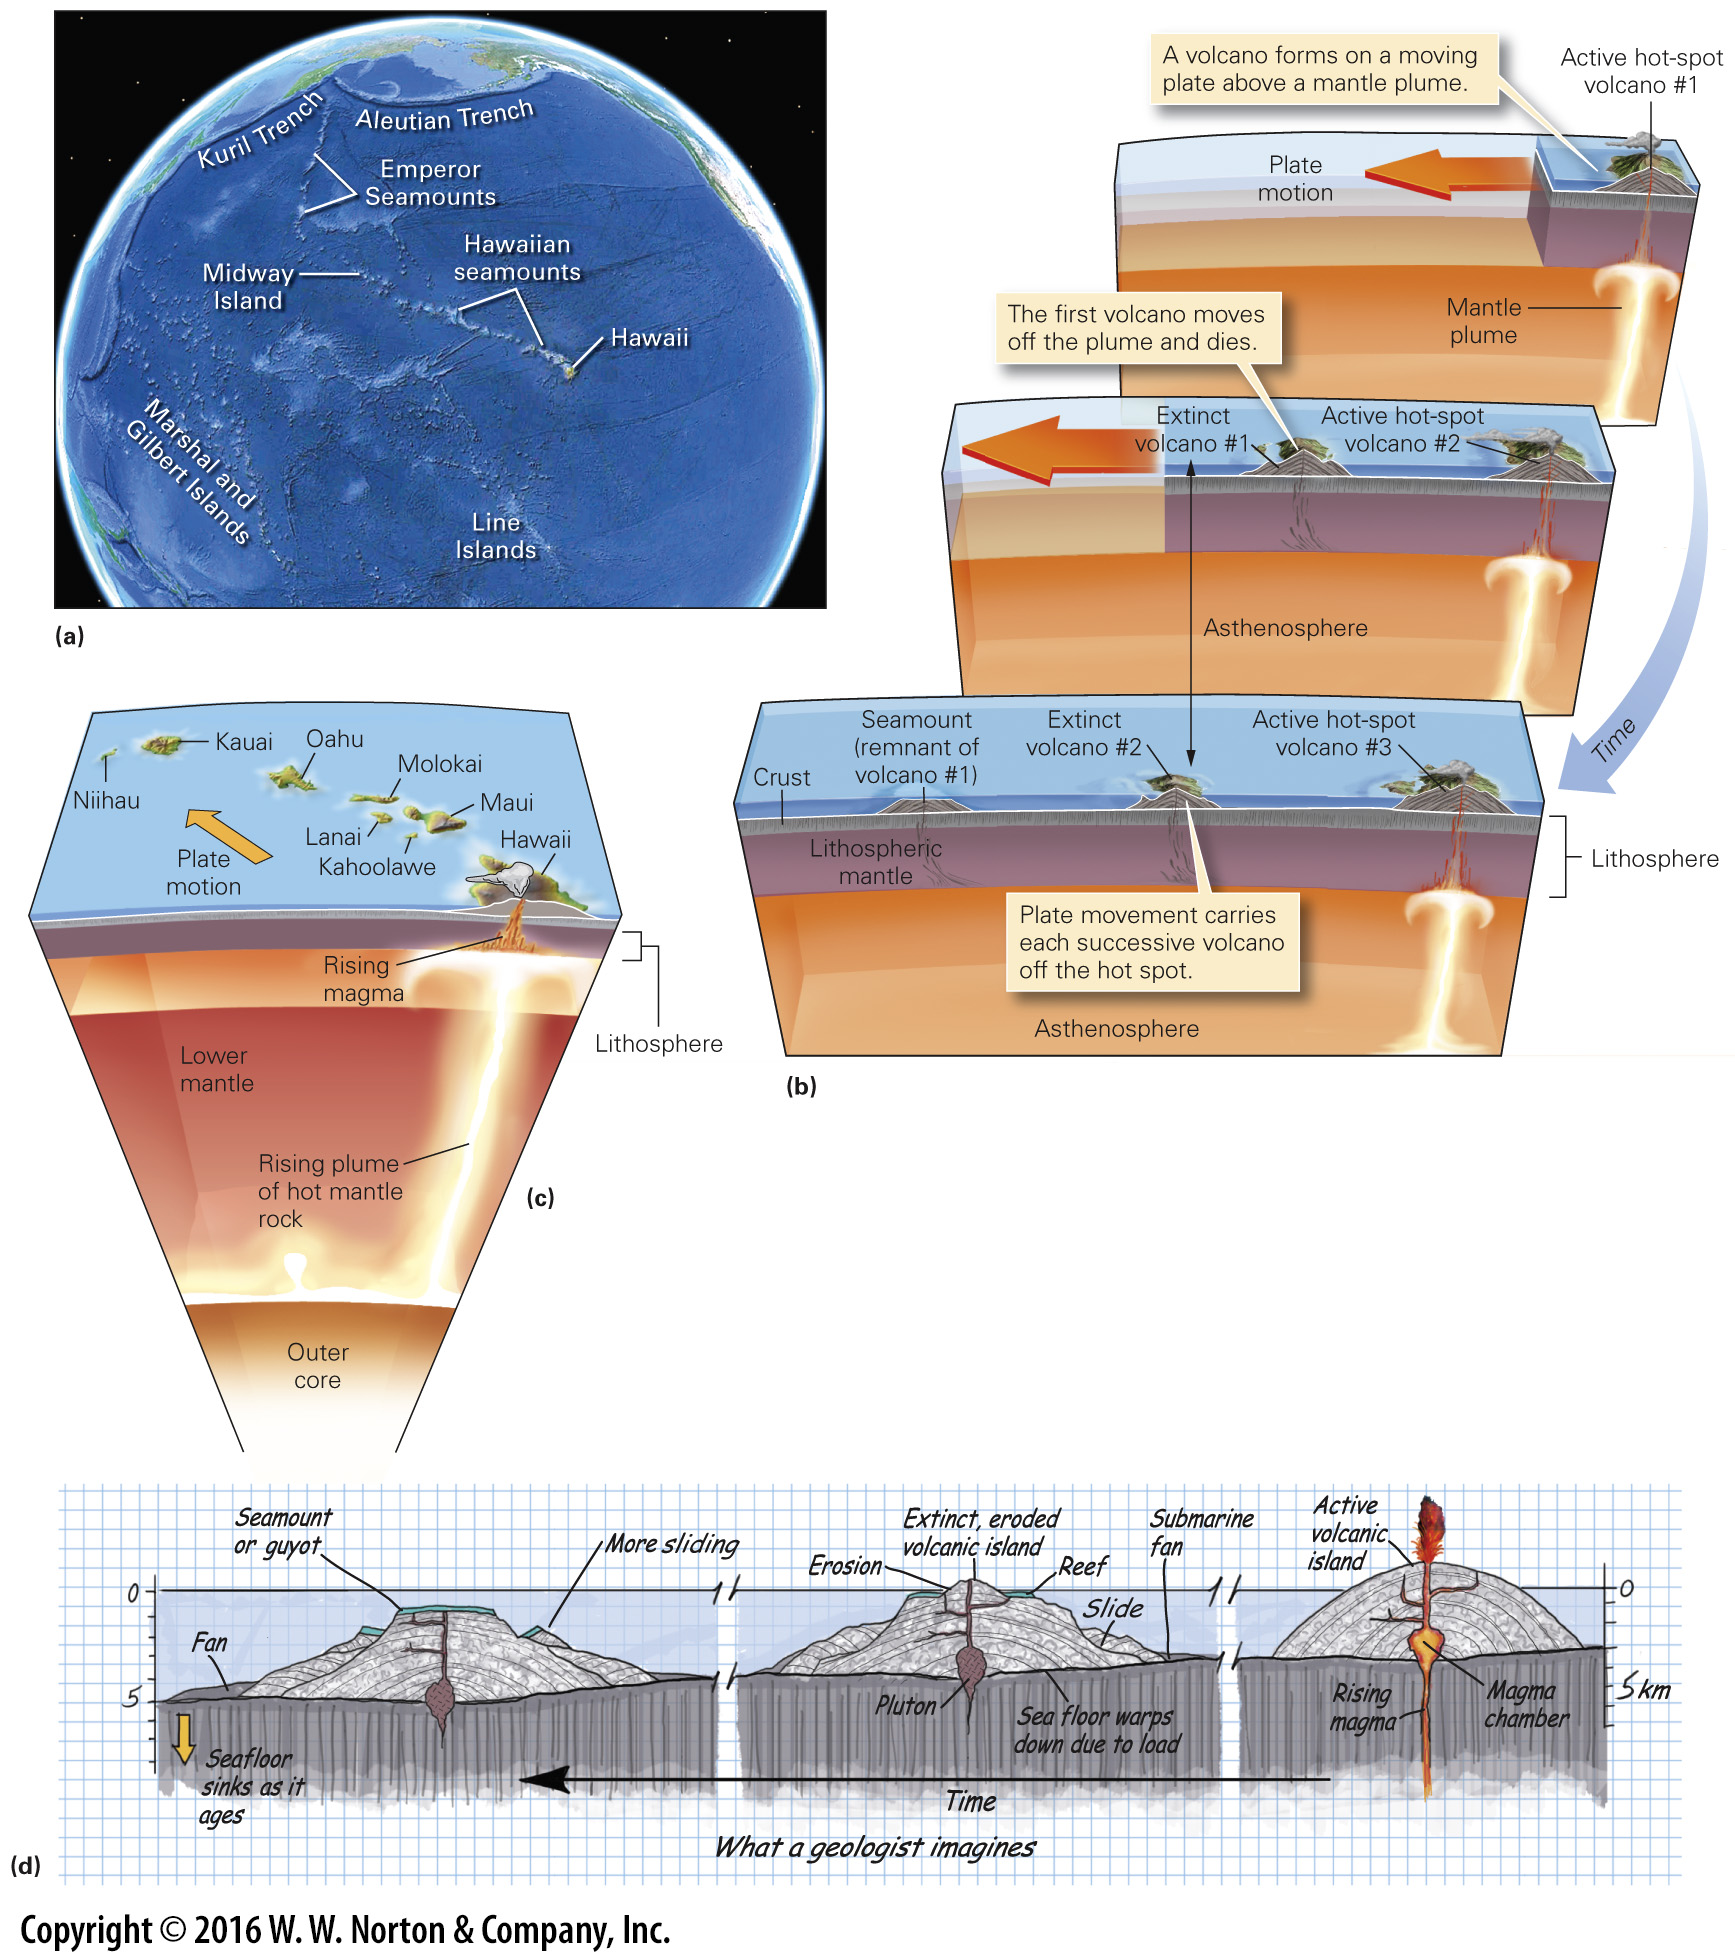 Kuril Trench
Aleutian Trench
Emperor
Seamounts
Hawaiian
seamounts
Midway
Island
Hawaii
Marshal and
Gilbert Islands
Line
Islands
(a)
A volcano forms on a moving
plate above a mantle plume.
Active hot-spot
volcano #1
Plate
motion
Mantle
plume
The first volcano moves
off the plume and dies.
Extinct
volcano #1
Active hot-spot
volcano #2
Asthenosphere
Time
Seamount
(remnant of
volcano #1)
Extinct
volcano #2
Active hot-spot
volcano #3
Crust
Lithospheric
mantle
Lithosphere
Plate movement carries
each successive volcano
off the hot spot.
Asthenosphere
(b)
Kauai
Oahu
Niihau
Molokai
Maui
Lanai
Kahoolawe
Hawaii
Plate
motion
Rising
magma
Lithosphere
Lower
mantle
Rising plume
of hot mantle
rock
(c)
Outer
core
Seamount
or guyot
More sliding
Extinct, eroded
volcanic island
Erosion
Reef
Submarine
fan
Active
volcanic
island
0
0
Slide
Fan
5
5 km
Pluton
Sea floor warps
down due to load
Rising
magma
Magma
chamber
Seafloor
sinks as it
ages
Time
What a geologist imagines
(d)
Copyright © 2016 W. W. Norton & Company, Inc.